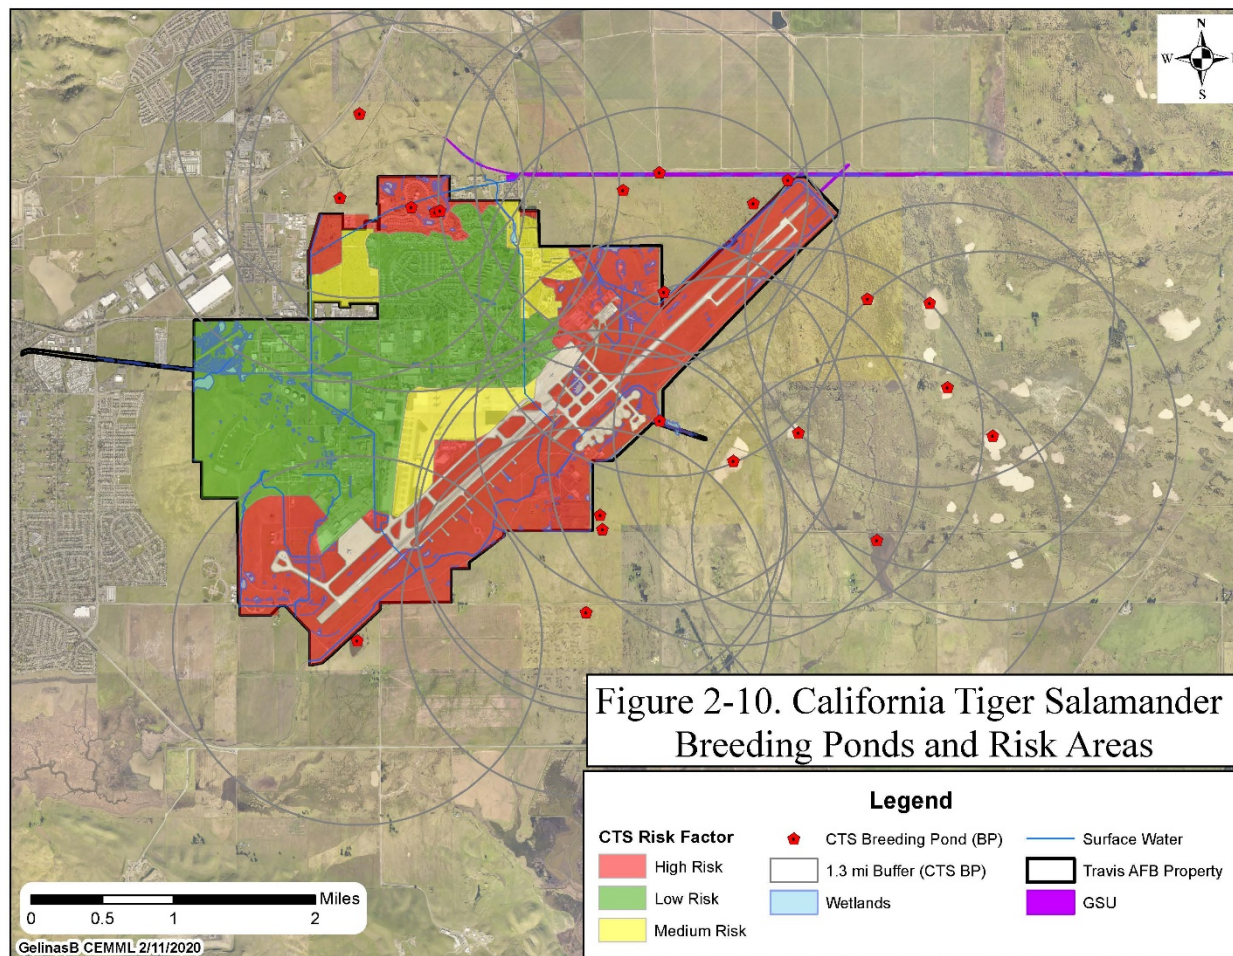 N
W
E
S
Figure 2-10. California Tiger Salamander
Breeding Ponds and Risk Areas
Legend
CTS Risk Factor
High Risk
Low Risk
Medium Risk
CTS Breeding Pond (BP)
1.3 mi Buffer (CTS BP)
Wetlands
Surface Water
Travis AFB Property
GSU
Miles
0 0.5 1 2
GelinasB CEMML 2/11/2020